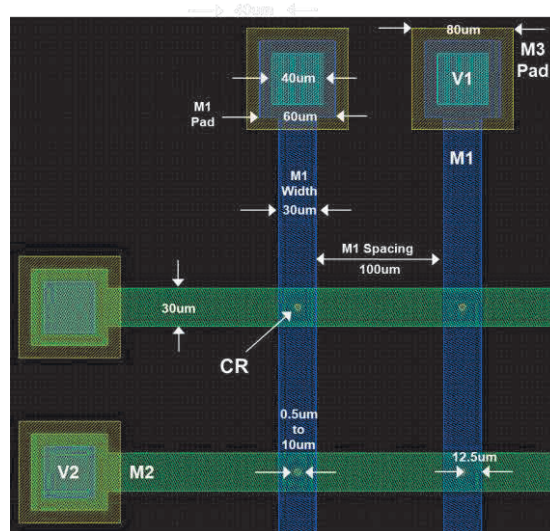 80um
M3
Pad
40um
V1
M1
Pad
60um
M1
M1
Width
30um
M1 Spacing
100um
30um
CR
0.5um
to
10um
12.5um
V2
M2